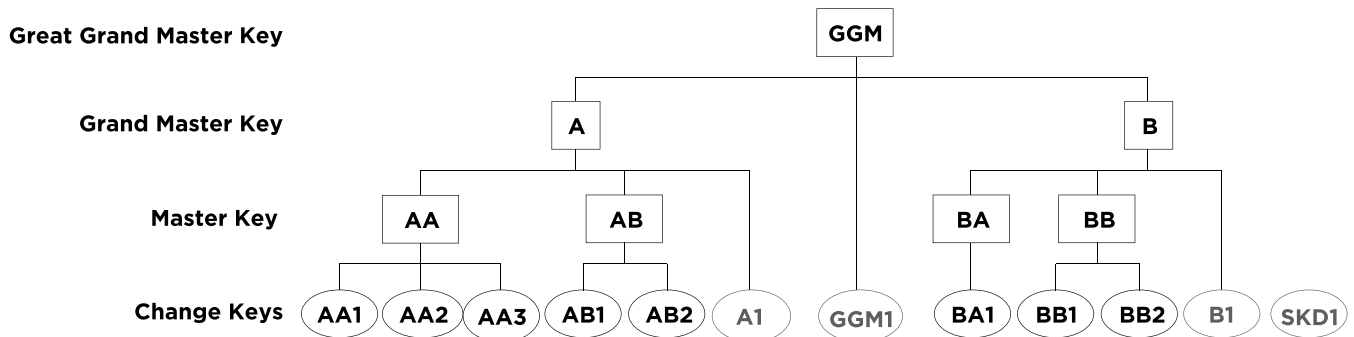 Great Grand Master Key GGM
Grand Master Key A B
Master Key AA AB BA BB
Change Keys AA1 AA2 AA3 AB1 AB2 A1 GGM1 BA1 BB1 BB2 B1 SKD1